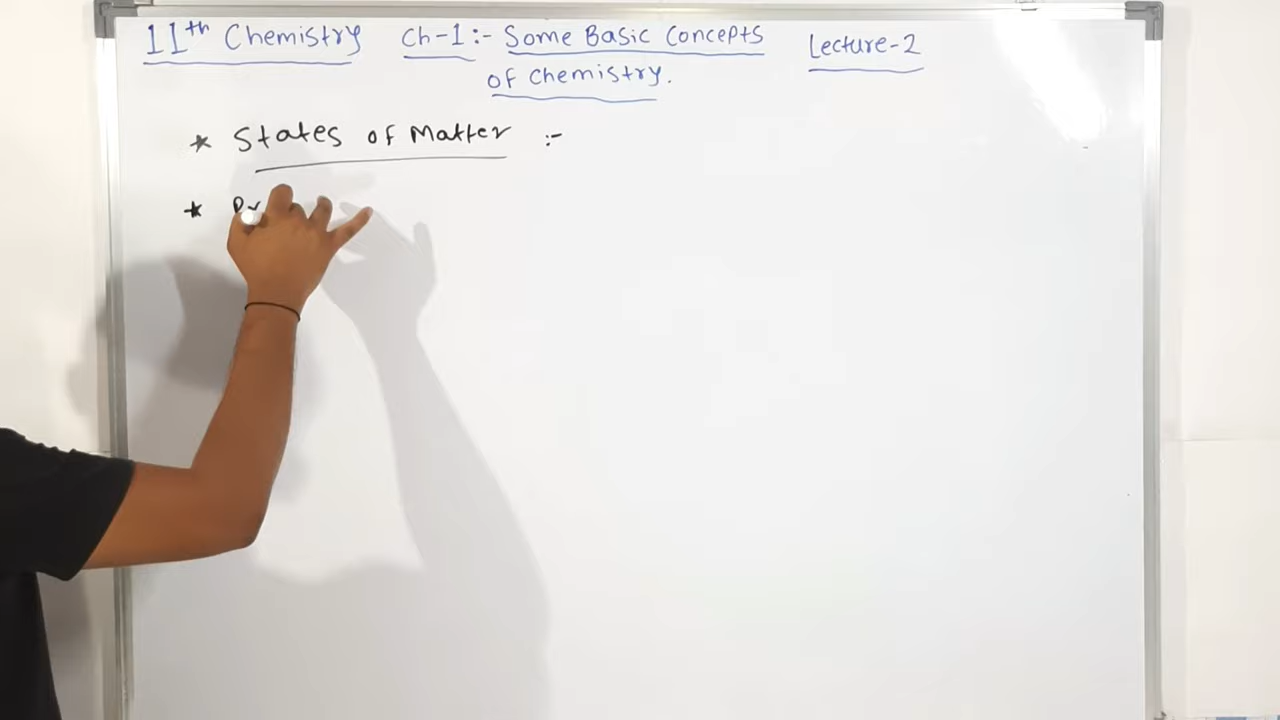 11th Chemistry Ch-1:- Some Basic Concepts of Chemistry. Lecture-2
* States of Matter :-
*